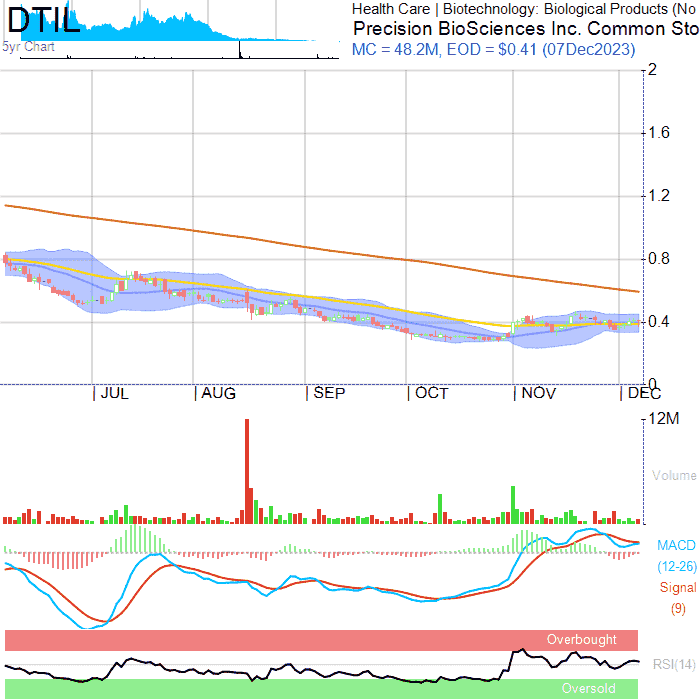 DTIL
5yr Chart
Health Care | Biotechnology: Biological Products (No
Precision BioSciences Inc. Common Sto
MC = 48.2M, EOD = $0.41 (07Dec2023)
2
1.6
1.2
0.8
0.4
0
JUL
AUG
SEP
OCT
NOV
DEC
12M
Volume
MACD
(12-26)
Signal
(9)
Overbought
RSI(14)
Oversold